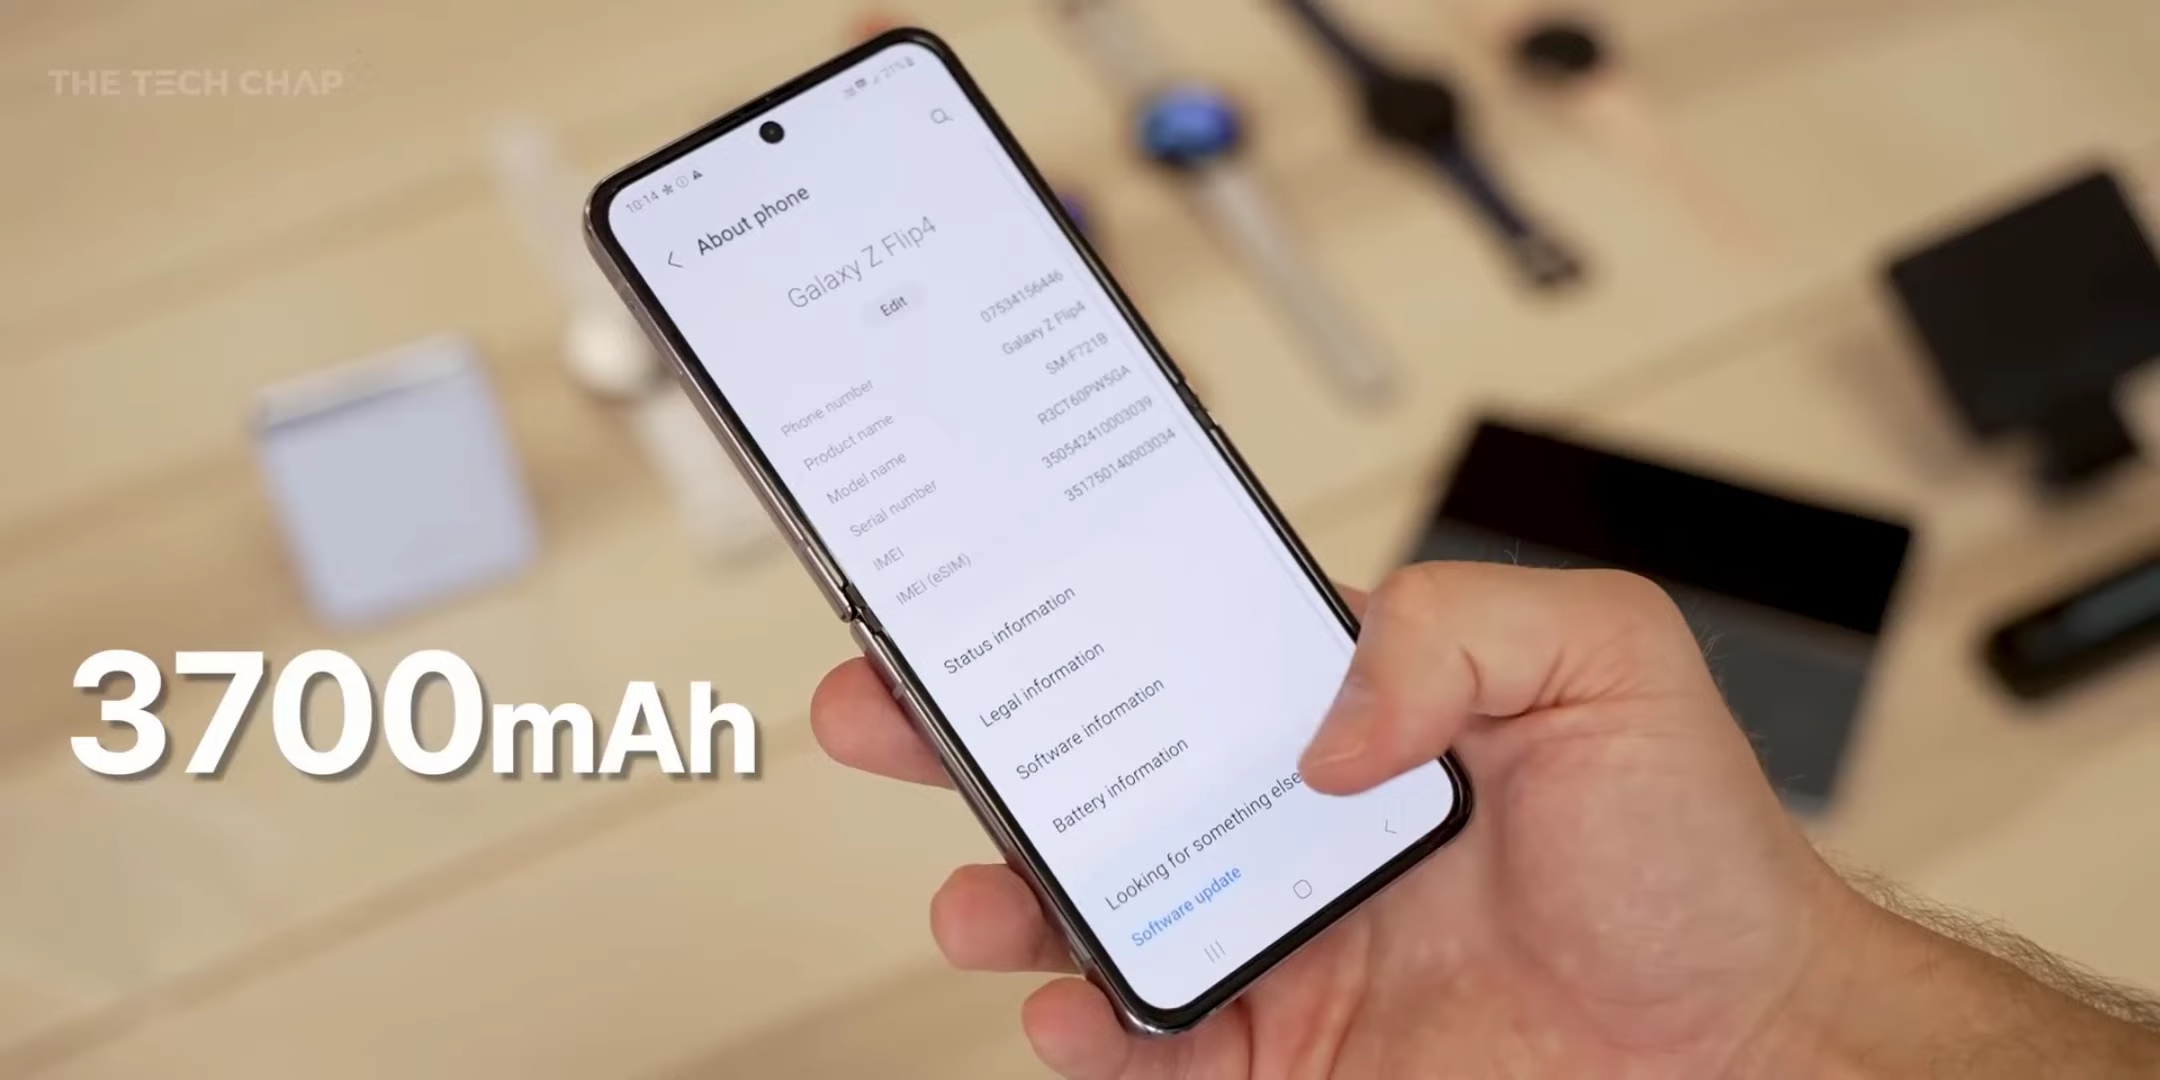 THE TECH CHAP
10:14
21%
About phone
Galaxy Z Flip4
Edit
Phone number 07534156446
Product name Galaxy Z Flip4
Model name SM-F721B
Serial number R3CT60PW5GA
IMEI 350542410003039
IMEI (eSIM) 351750140003034
Status information
Legal information
Software information
Battery information
Looking for something else
Software update
3700mAh